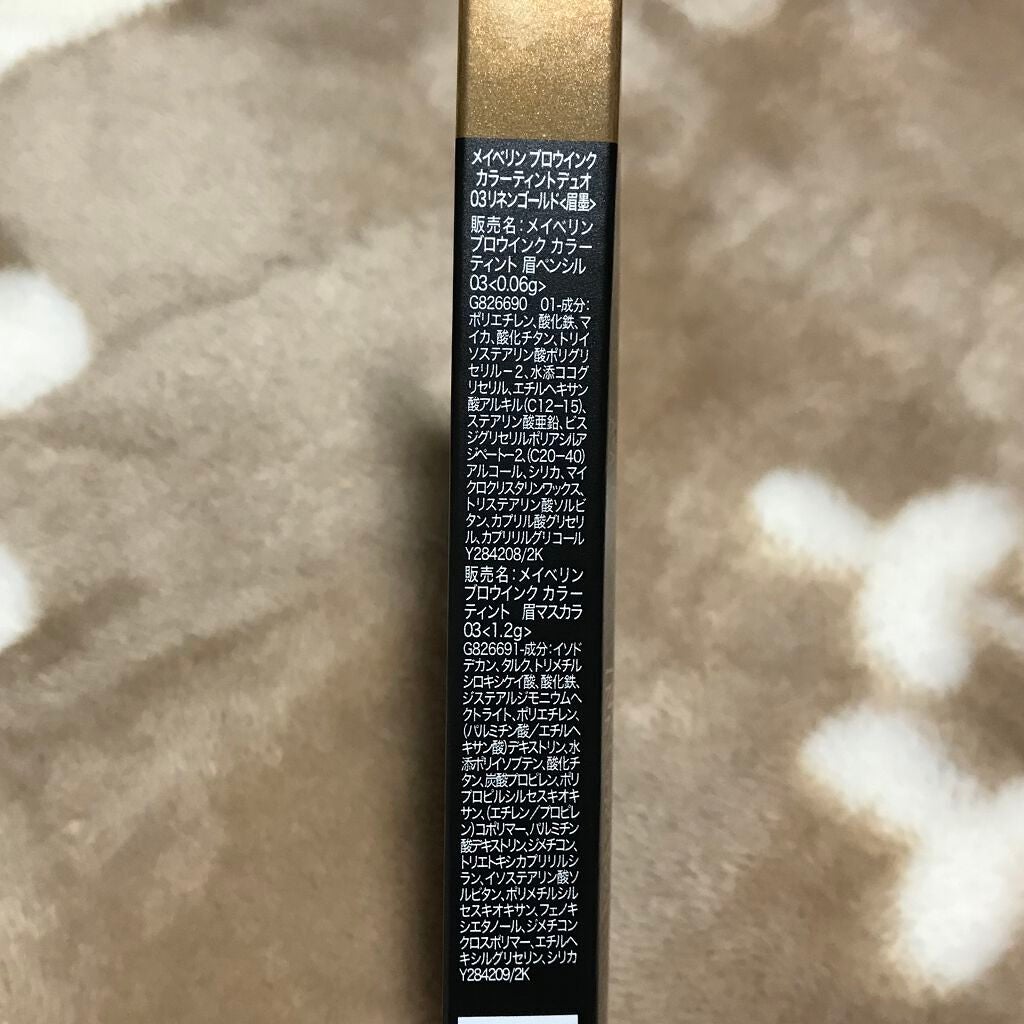 メイベリン ブロウインク
カラーティントデュオ
03リネンゴールド<眉墨>
販売名：メイベリン
ブロウインク カラー
ティント 眉ペンシル
03<0.06g>
G826690 01-成分：
ポリエチレン、酸化鉄、マ
イカ、酸化チタン、トリイ
ソステアリン酸ポリグリ
セリル－2、水添ココグ
リセリル、エチルヘキサン
酸アルキル(C12－15)、
ステアリン酸亜鉛、ビス
ジグリセリルポリアシルア
ジペート－2、(C20－40)
アルコール、シリカ、マイ
クロクリスタリンワックス、
トリステアリン酸ソルビ
タン、カプリル酸グリセリ
ル、カプリリルグリコール
Y284208/2K
販売名：メイベリン
ブロウインク カラー
ティント 眉マスカラ
03<1.2g>
G826691-成分：イソド
デカン、タルク、トリメチル
シロキシケイ酸、酸化鉄、
ジステアルジモニウムヘ
クトライト、ポリエチレン、
(パルミチン酸／エチルヘ
キサン酸)デキストリン、水
添ポリイソブテン、酸化チ
タン、炭酸プロピレン、ポリ
プロピルシルセスキオキ
サン、(エチレン／プロピレ
ン)コポリマー、パルミチン
酸デキストリン、ジメチコン、
トリエトキシカプリリルシ
ラン、イソステアリン酸ソ
ルビタン、ポリメチルシル
セスキオキサン、フェノキ
シエタノール、ジメチコン
クロスポリマー、エチルヘ
キシルグリセリン、シリカ
Y284209/2K